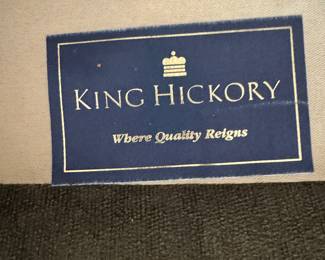 KING HICKORY
Where Quality Reigns